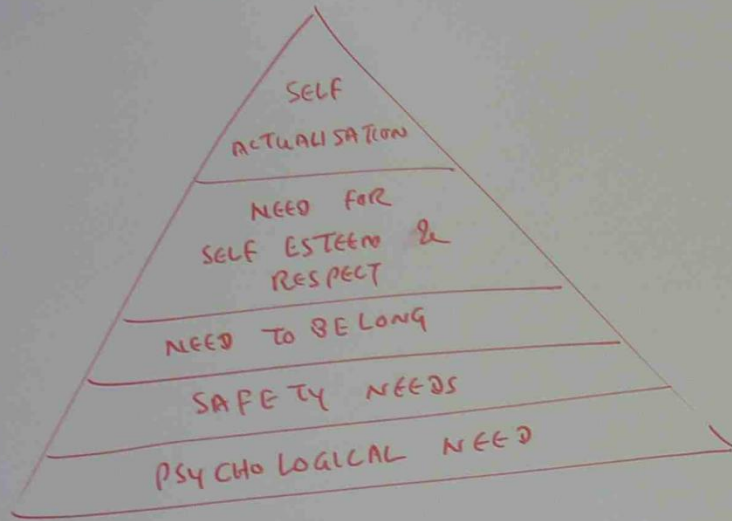 SELF
ACTUALISATION
NEED FOR
SELF ESTEEM &
RESPECT
NEED TO BELONG
SAFETY NEEDS
PSYCHOLOGICAL NEED